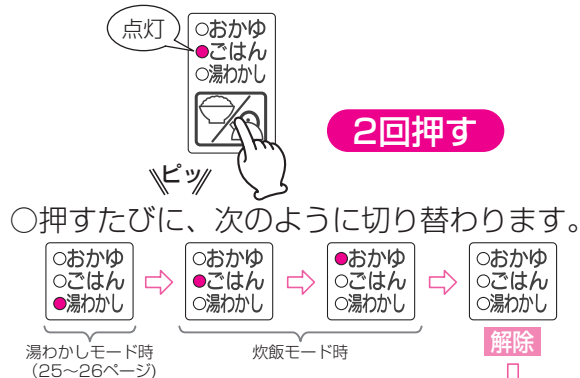 点灯
○おかゆ
●ごはん
○湯わかし
2回押す
ピッ
○押すたびに、次のように切り替わります。
○おかゆ
○ごはん
●湯わかし
○おかゆ
●ごはん
○湯わかし
●おかゆ
○ごはん
○湯わかし
○おかゆ
○ごはん
○湯わかし
湯わかしモード時
（25～26ページ）
炊飯モード時
解除